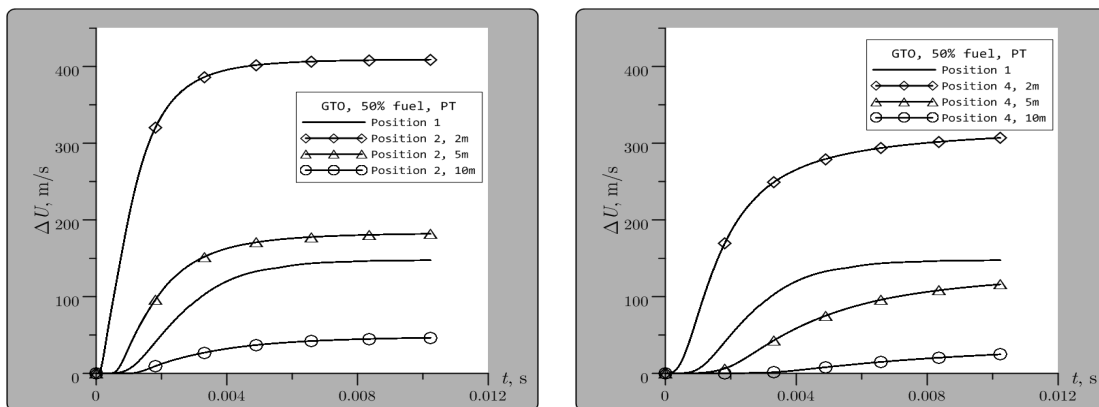 400
300
200
100
0
ΔU, m/s
GTO, 50% fuel, PT
Position 1
Position 2, 2m
Position 2, 5m
Position 2, 10m
0
0.004
0.008
0.012
t, s
400
300
200
100
0
ΔU, m/s
GTO, 50% fuel, PT
Position 1
Position 4, 2m
Position 4, 5m
Position 4, 10m
0
0.004
0.008
0.012
t, s